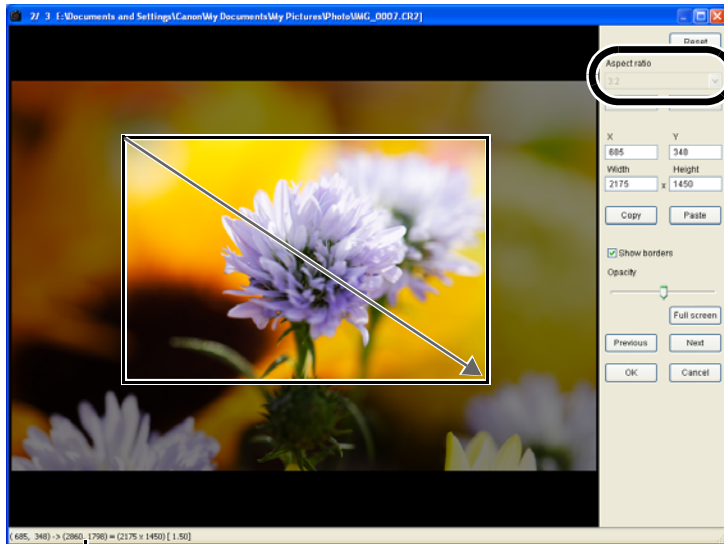 2/ 3 E:\Documents and Settings\Canon\My Documents\My Pictures\Photo\IMG_0007.CR2]
Reset
Aspect ratio
3:2
X Y
685 348
Width Height
2175 x 1450
Copy Paste
Show borders
Opacity
Full screen
Previous Next
OK Cancel
( 685, 348) -> (2860, 1798) = (2175 x 1450) [ 1.50]